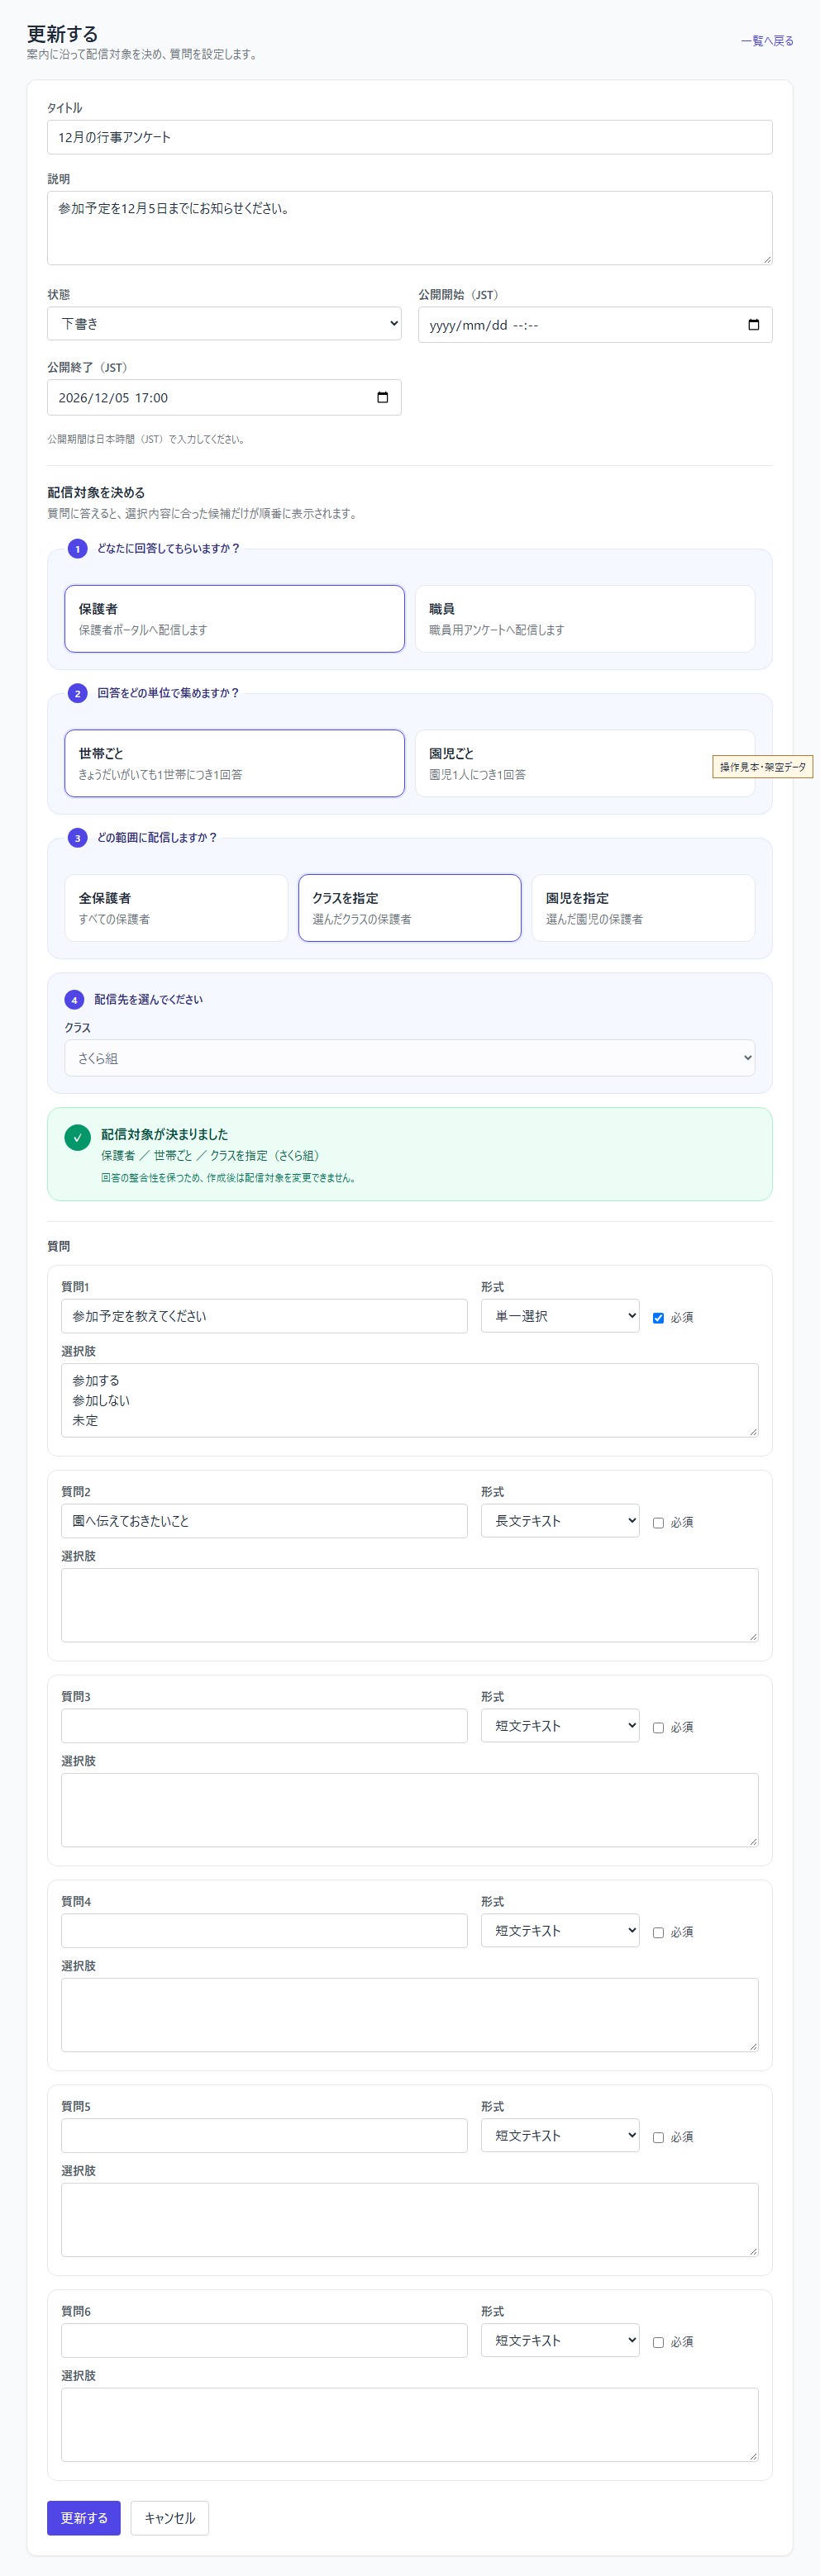 更新する
案内に沿って配信対象を決め、質問を設定します。
一覧へ戻る
タイトル
12月の行事アンケート
説明
参加予定を12月5日までにお知らせください。
状態
公開開始（JST）
下書き
yyyy/mm/dd --:--
公開終了（JST）
2026/12/05 17:00
公開期間は日本時間（JST）で入力してください。
配信対象を決める
質問に答えると、選択内容に合った候補だけが順番に表示されます。
1 どなたに回答してもらいますか？
保護者
保護者ポータルへ配信します
職員
職員用アンケートへ配信します
2 回答をどの単位で集めますか？
世帯ごと
きょうだいがいても1世帯につき1回答
園児ごと
園児1人につき1回答
操作見本・架空データ
3 どの範囲に配信しますか？
全保護者
すべての保護者
クラスを指定
選んだクラスの保護者
園児を指定
選んだ園児の保護者
4 配信先を選んでください
クラス
さくら組
✓ 配信対象が決まりました
保護者 ／ 世帯ごと ／ クラスを指定（さくら組）
回答の整合性を保つため、作成後は配信対象を変更できません。
質問
質問1
形式
参加予定を教えてください
単一選択
必須
選択肢
参加する
参加しない
未定
質問2
形式
園へ伝えておきたいこと
長文テキスト
必須
選択肢
質問3
形式
短文テキスト
必須
選択肢
質問4
形式
短文テキスト
必須
選択肢
質問5
形式
短文テキスト
必須
選択肢
質問6
形式
短文テキスト
必須
選択肢
更新する
キャンセル